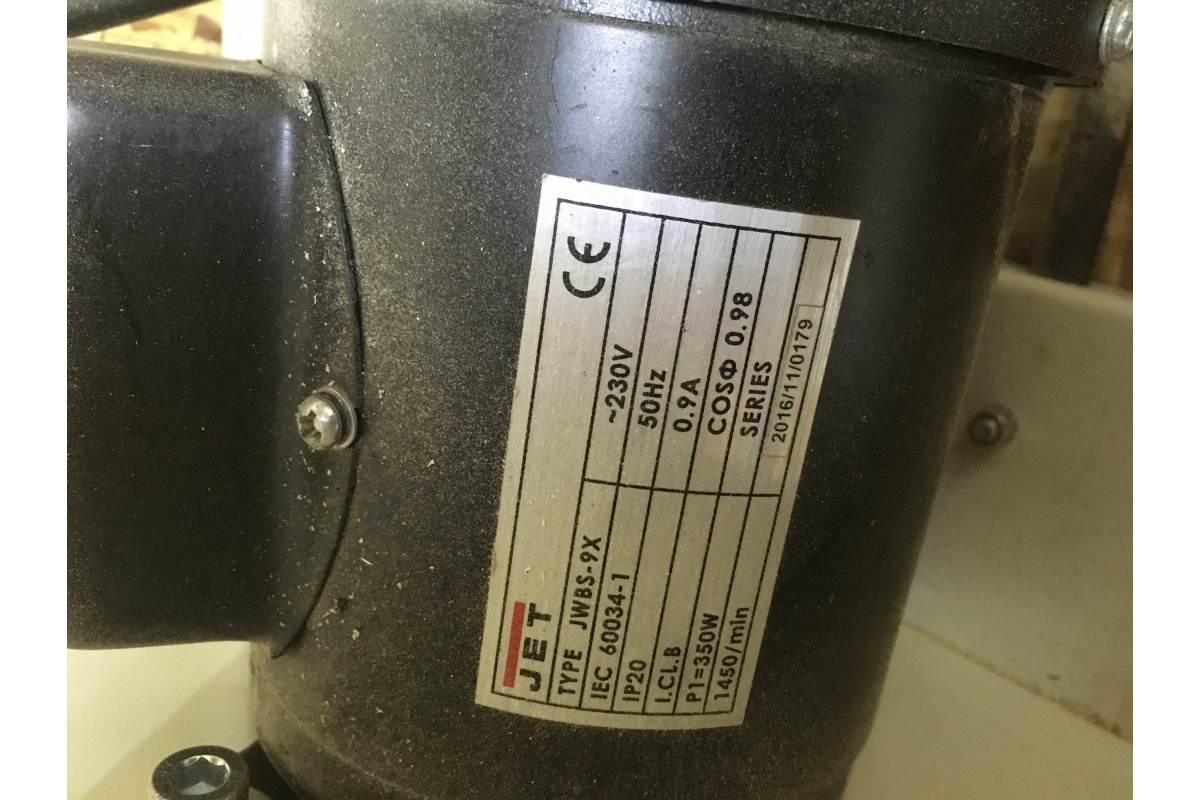 JET CE
TYPE JWBS-9X
IEC 60034-1 ~230V
IP20 50Hz
I.CL.B 0.9A
P1=350W COSΦ 0.98
1450/min SERIES
2016/11/0179